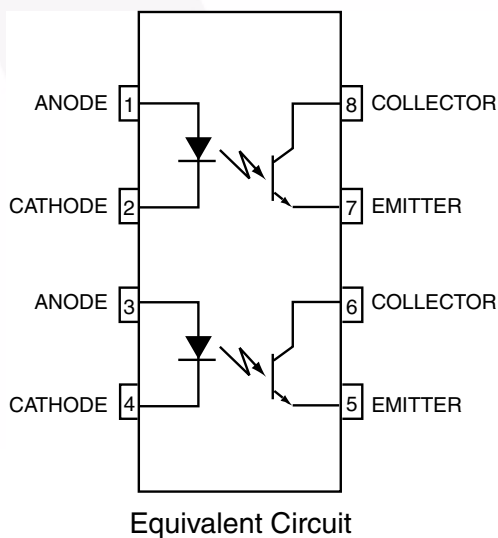 ANODE 1 8 COLLECTOR
CATHODE 2 7 EMITTER
ANODE 3 6 COLLECTOR
CATHODE 4 5 EMITTER
Equivalent Circuit